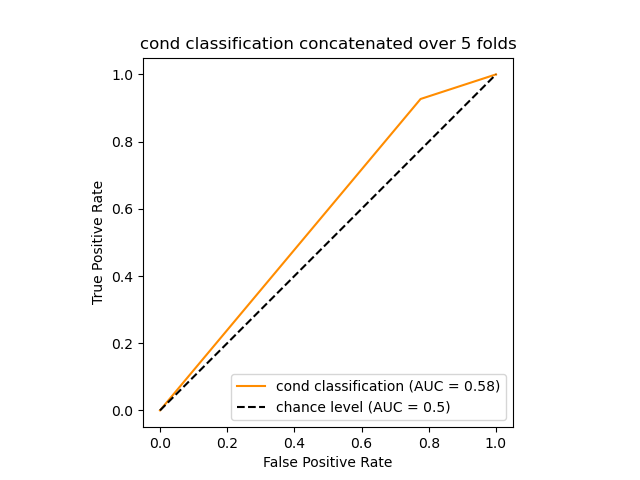 cond classification concatenated over 5 folds
1.0
0.8
0.6
0.4
0.2
0.0
True Positive Rate
cond classification (AUC = 0.58)
chance level (AUC = 0.5)
0.0 0.2 0.4 0.6 0.8 1.0
False Positive Rate